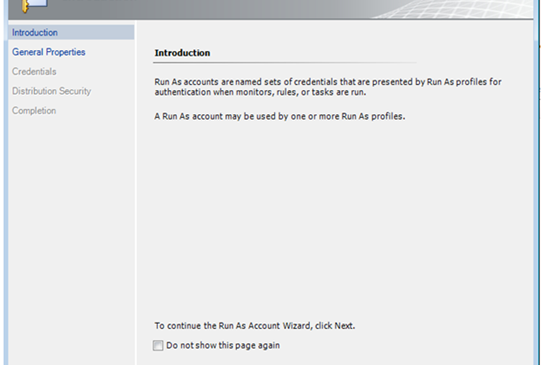 Introduction
General Properties
Credentials
Distribution Security
Completion
Introduction
Run As accounts are named sets of credentials that are presented by Run As profiles for
authentication when monitors, rules, or tasks are run.
A Run As account may be used by one or more Run As profiles.
To continue the Run As Account Wizard, click Next.
Do not show this page again